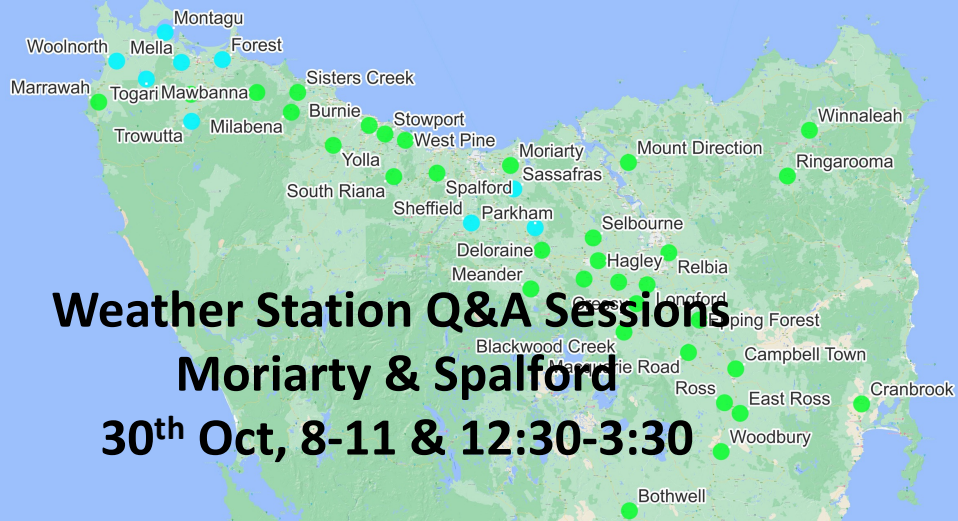 Montagu
Woolnorth
Mella
Forest
Marrawah
Togari
Mawbanna
Sisters Creek
Trowutta
Milabena
Burnie
Stowport
West Pine
Winnaleah
Yolla
Moriarty
Mount Direction
Ringarooma
South Riana
Spalford
Sassafras
Sheffield
Parkham
Selbourne
Deloraine
Hagley
Relbia
Meander
Cressy
Longford
Weather Station Q&A Sessions
Epping Forest
Blackwood Creek
Macquarie Road
Campbell Town
Moriarty & Spalford
Ross
East Ross
Cranbrook
30th Oct, 8-11 & 12:30-3:30
Woodbury
Bothwell